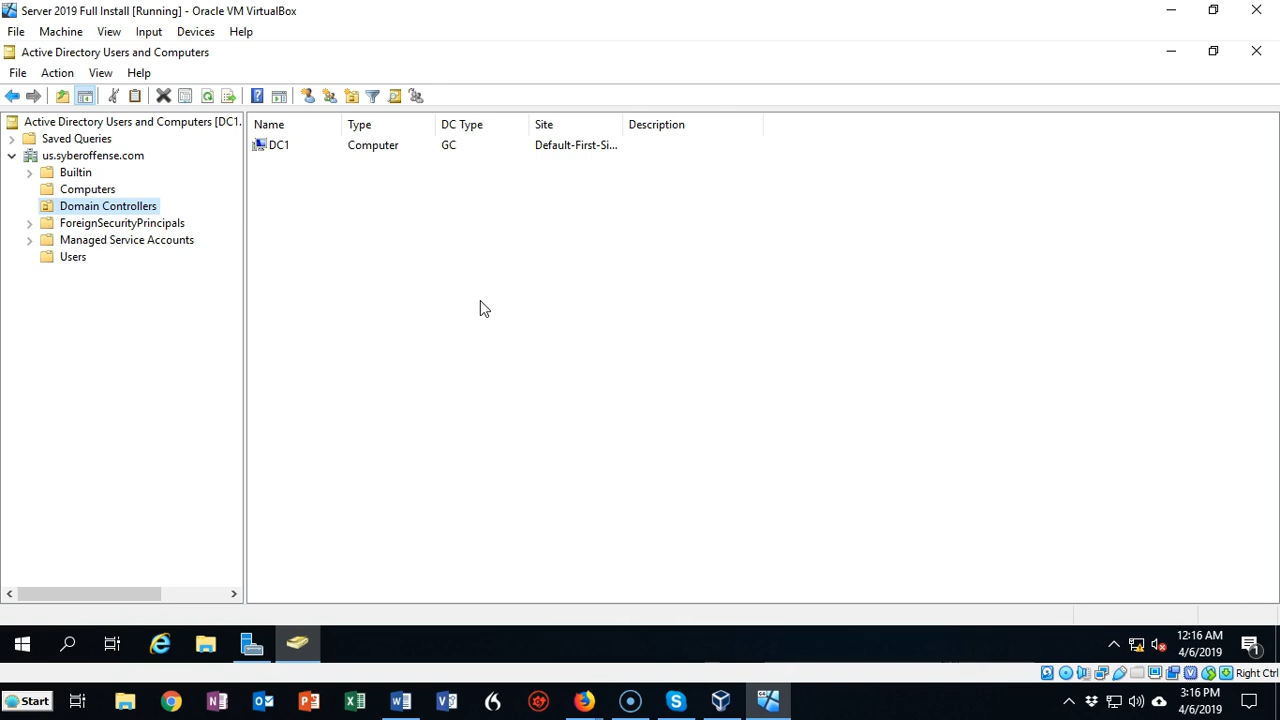 Server 2019 Full Install [Running] - Oracle VM VirtualBox
File Machine View Input Devices Help
Active Directory Users and Computers
File Action View Help
Active Directory Users and Computers [DC1.
Name Type DC Type Site Description
Saved Queries
DC1 Computer GC Default-First-Si...
us.syberoffense.com
Builtin
Computers
Domain Controllers
ForeignSecurityPrincipals
Managed Service Accounts
Users
12:16 AM
4/6/2019
1
Right Ctrl
Start
3:16 PM
4/6/2019